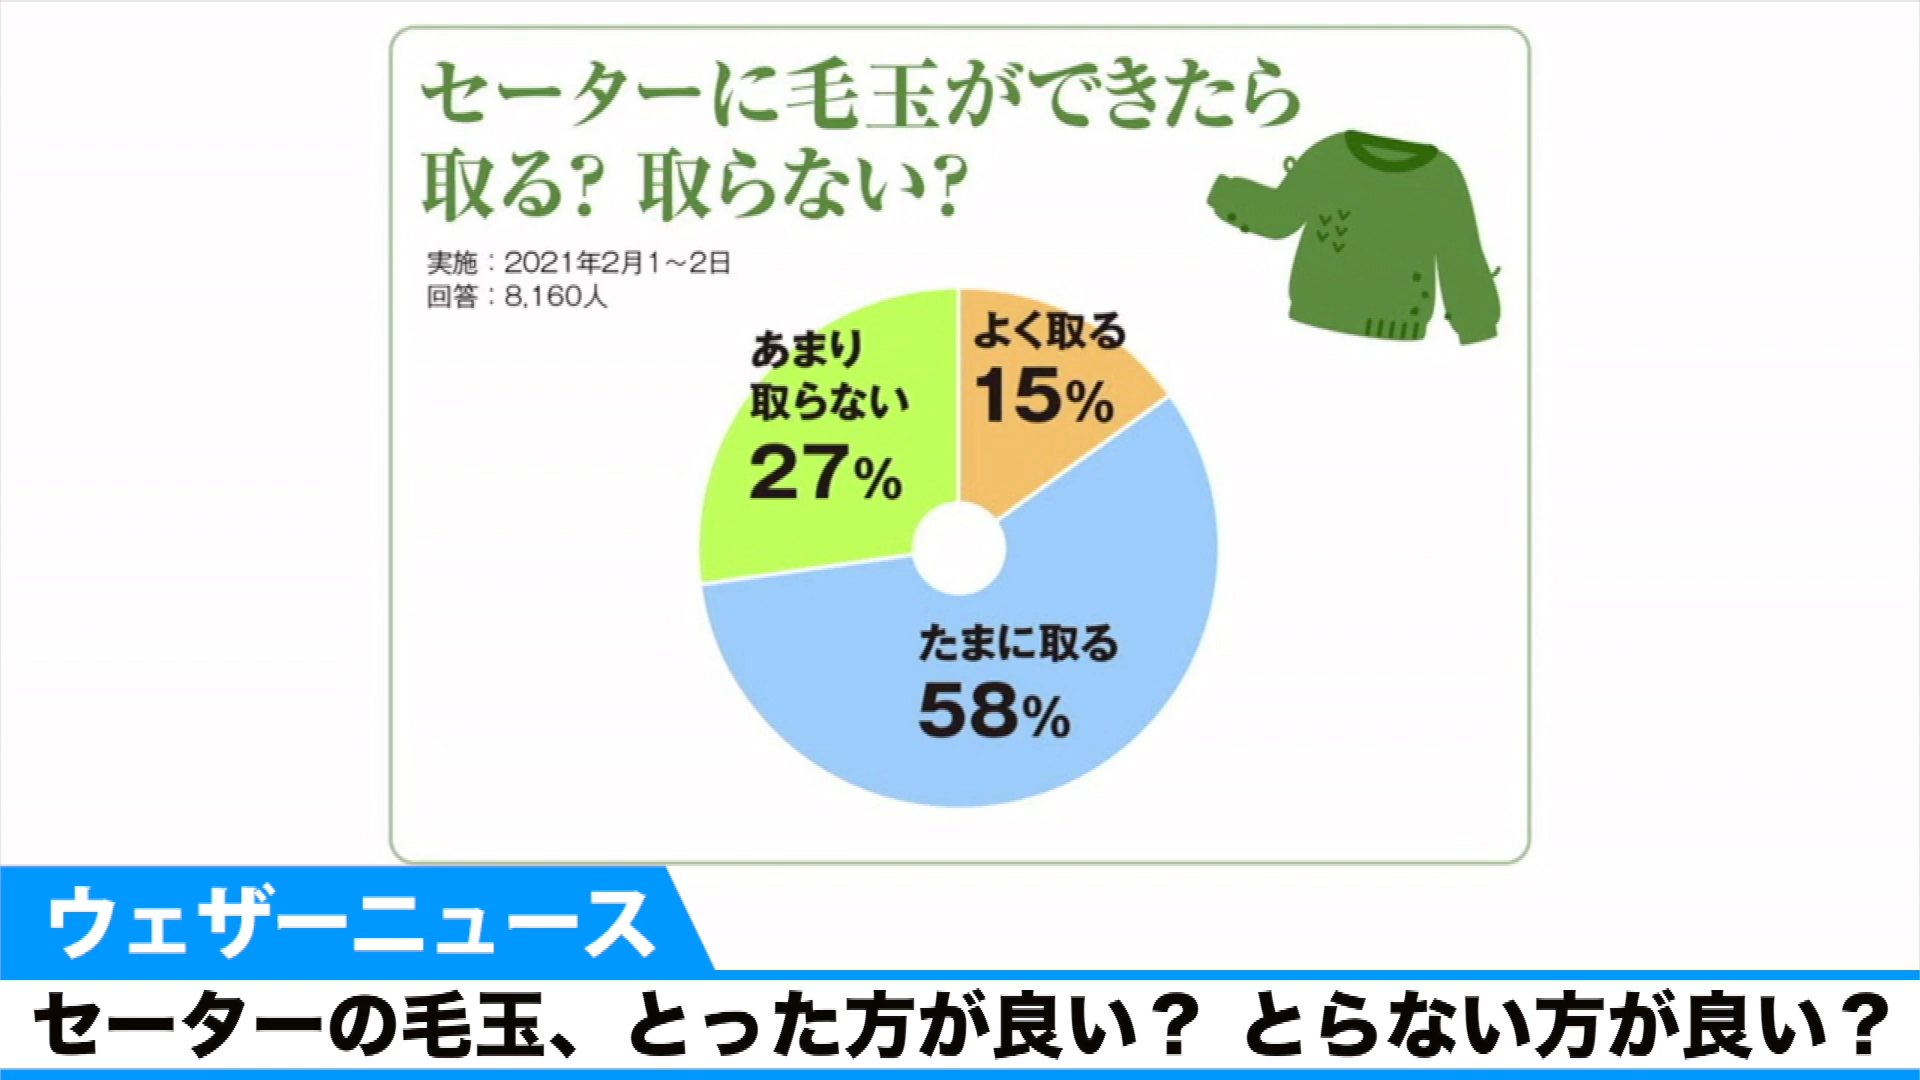 セーターに毛玉ができたら
取る? 取らない?
実施：2021年2月1～2日
回答：8,160人
よく取る
15%
あまり
取らない
27%
たまに取る
58%
ウェザーニュース
セーターの毛玉、とった方が良い？ とらない方が良い？